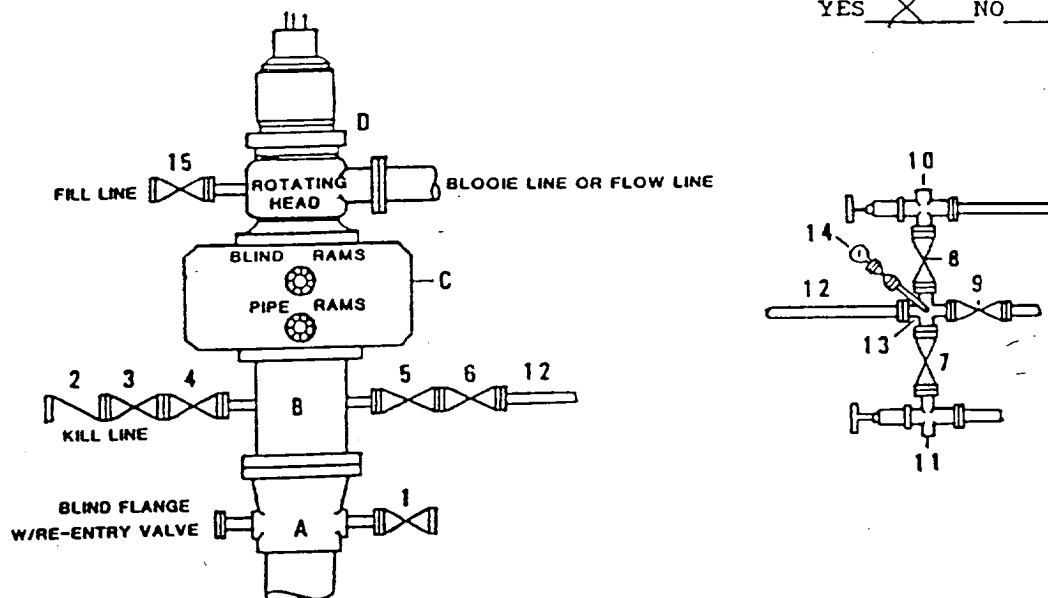 YES X NO
D
15
FILL LINE
ROTATING
HEAD
BLOOIE LINE OR FLOW LINE
BLIND RAMS
C
PIPE RAMS
2 3 4
5 6 12
B
KILL LINE
BLIND FLANGE
W/RE-ENTRY VALVE
A
1
10
14
8
9
12
13
7
11